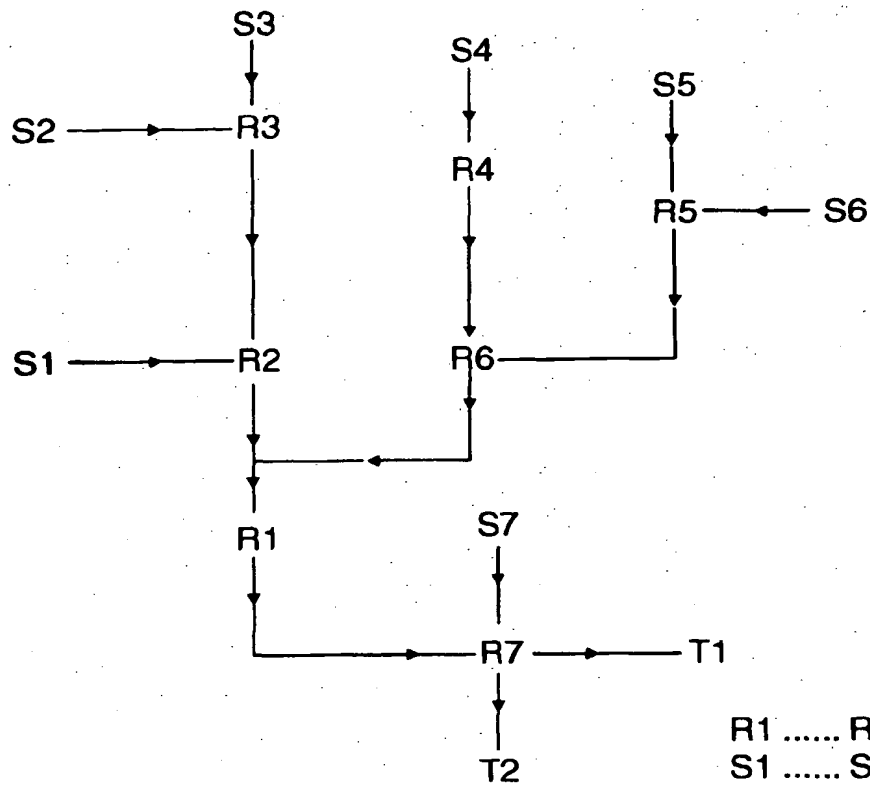 S3
S4
S5
S2 R3
R4
R5 S6
S1 R2 R6
R1 S7
R7 T1
T2
R1 ...... R
S1 ...... S